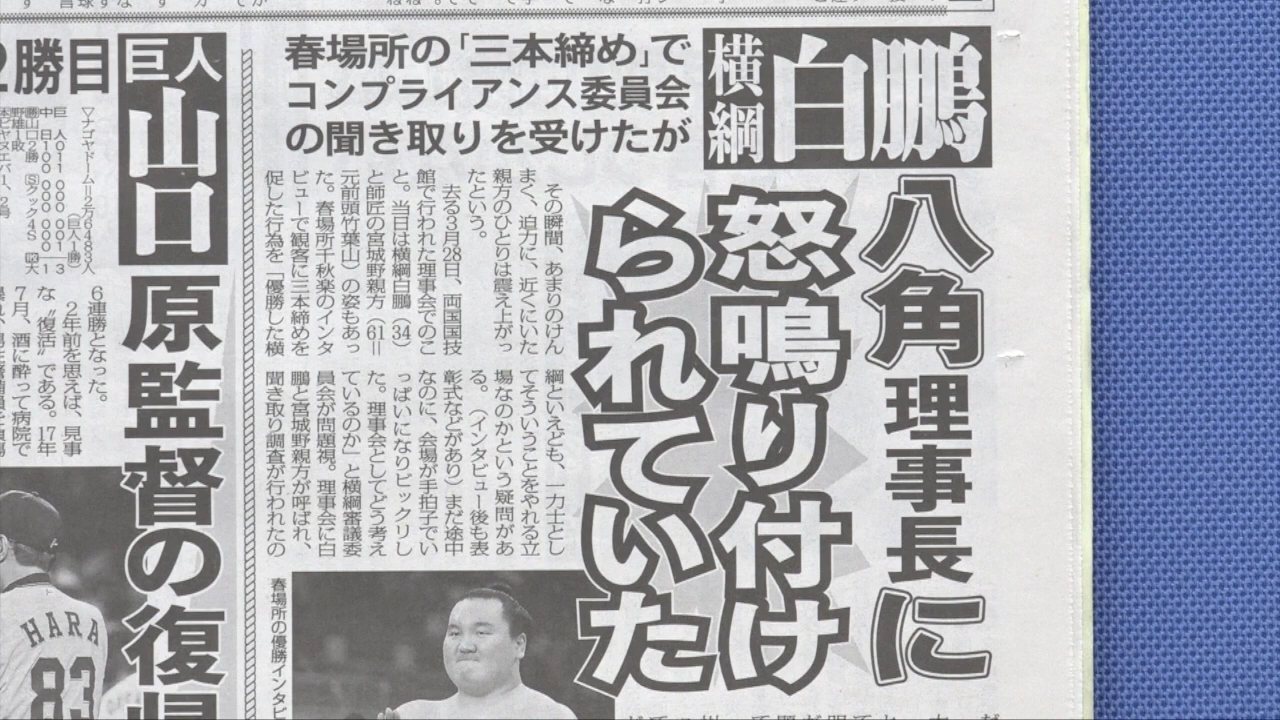 横綱
白鵬
春場所の「三本締め」で
コンプライアンス委員会
の聞き取りを受けたが
八角理事長に
怒鳴り付け
られていた
その瞬間、あまりのけん
まく、迫力に、近くにいた
親方のひとりは震え上がっ
たという。
去る3月28日、両国国技
館で行われた理事会でのこ
と。当日は横綱白鵬（34）
と師匠の宮城野親方（61＝
元前頭竹葉山）の姿もあっ
た。春場所千秋楽のインタ
ビューで観客に三本締めを
促した行為を「優勝した横
綱といえども、一力士とし
てそういうことをやれる立
場なのかという疑問があ
る。（インタビュー後も表
彰式などがあり）まだ途中
なのに、会場が手拍子でい
っぱいになりビックリし
た。理事会としてどう考え
ているのか」と横綱審議委
員会が問題視。理事会に白
鵬と宮城野親方が呼ばれ、
聞き取り調査が行われたの
春場所の優勝インタビ
巨人
山口
原監督の復帰
2勝目
▽ナゴヤドーム＝2万6483人
（巨人1勝）
6連勝となった。
2年前を思えば、見事
な“復活”である。17年
7月、酒に酔って病院で
HARA
83